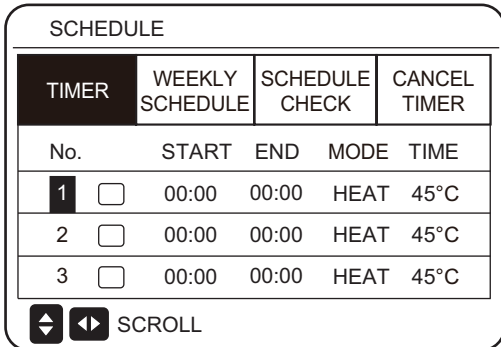 SCHEDULE
TIMER WEEKLY SCHEDULE SCHEDULE CHECK CANCEL TIMER
No. START END MODE TIME
1 00:00 00:00 HEAT 45°C
2 00:00 00:00 HEAT 45°C
3 00:00 00:00 HEAT 45°C
SCROLL